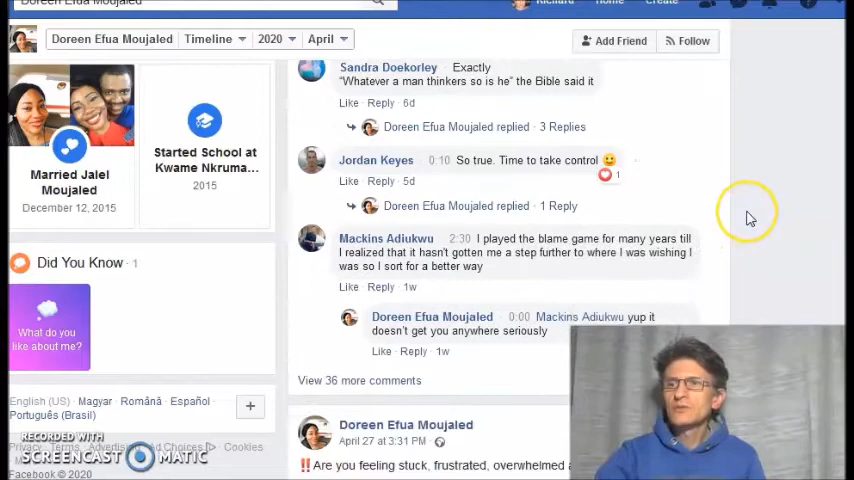 Doreen Efua Moujaled
Richard Home Create
Doreen Efua Moujaled Timeline 2020 April
Add Friend Follow
Married Jalel
Moujaled
December 12, 2015
Started School at
Kwame Nkruma...
2015
Did You Know · 1
What do you
like about me?
English (US) · Magyar · Română · Español ·
Português (Brasil)
Privacy · Terms · Advertising · Ad Choices · Cookies
Facebook © 2020
RECORDED WITH
SCREENCAST MATIC
Sandra Doekorley Exactly
“Whatever a man thinkers so is he” the Bible said it
Like · Reply · 6d
Doreen Efua Moujaled replied · 3 Replies
Jordan Keyes 0:10 So true. Time to take control 🙂
1
Like · Reply · 5d
Doreen Efua Moujaled replied · 1 Reply
Mackins Adiukwu 2:30 I played the blame game for many years till
I realized that it hasn't gotten me a step further to where I was wishing I
was so I sort for a better way
Like · Reply · 1w
Doreen Efua Moujaled 0:00 Mackins Adiukwu yup it
doesn’t get you anywhere seriously
Like · Reply · 1w
View 36 more comments
Doreen Efua Moujaled
April 27 at 3:31 PM ·
‼️Are you feeling stuck, frustrated, overwhelmed a